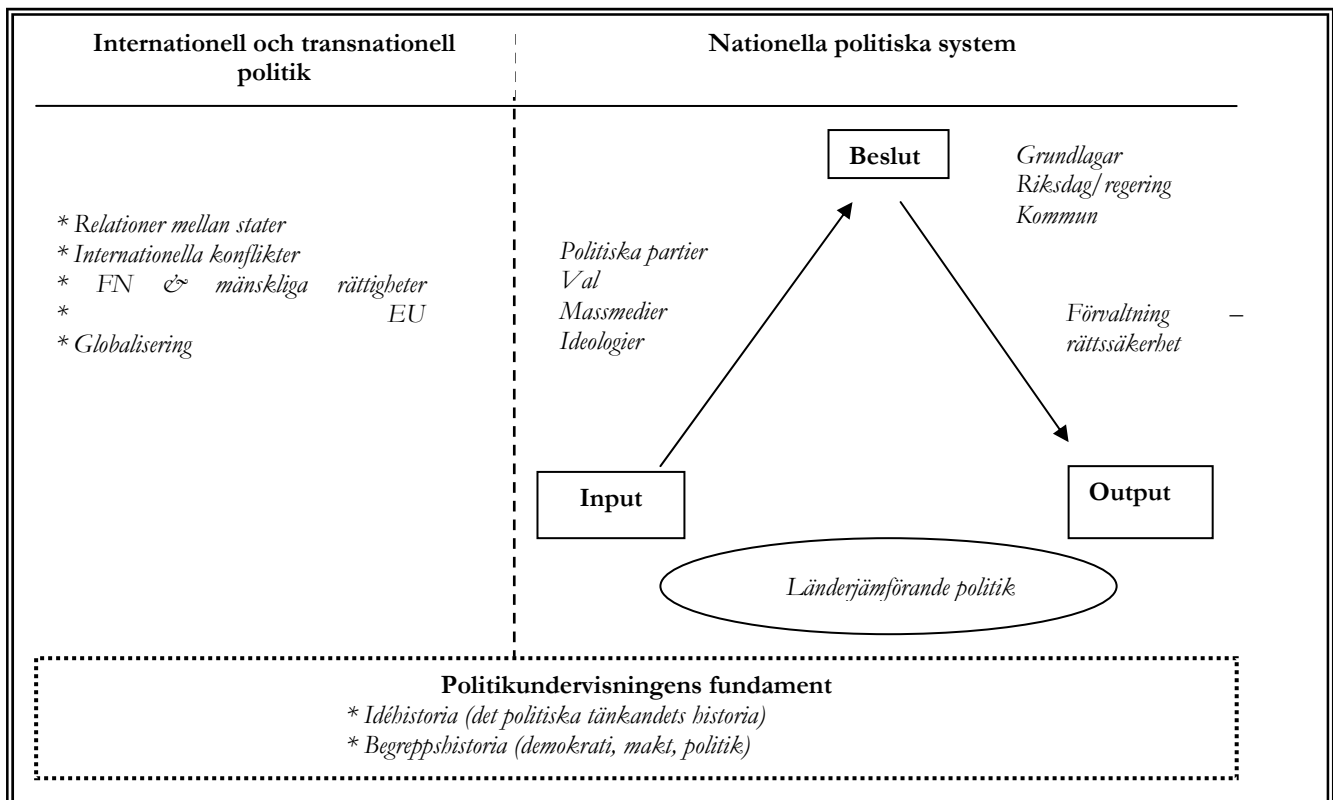 Internationell och transnationell
politik
Nationella politiska system
* Relationer mellan stater
* Internationella konflikter
* FN & mänskliga rättigheter
* EU
* Globalisering
Beslut
Grundlagar
Riksdag/regering
Kommun
Politiska partier
Val
Massmedier
Ideologier
Förvaltning –
rättssäkerhet
Input
Output
Länderjämförande politik
Politikundervisningens fundament
* Idéhistoria (det politiska tänkandets historia)
* Begreppshistoria (demokrati, makt, politik)